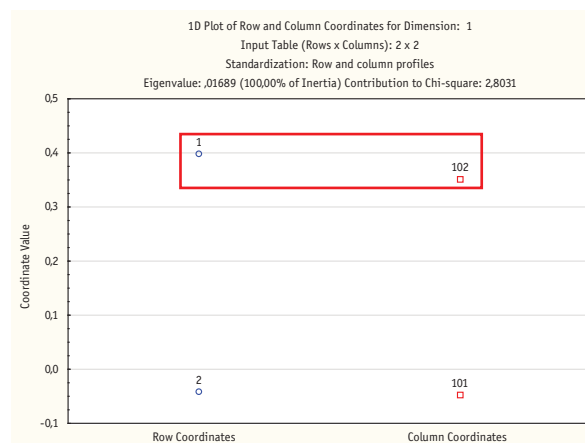 1D Plot of Row and Column Coordinates for Dimension: 1
Input Table (Rows x Columns): 2 x 2
Standardization: Row and column profiles
Eigenvalue: ,01689 (100,00% of Inertia) Contribution to Chi-square: 2,8031
0,5
0,4
0,3
0,2
0,1
0,0
-0,1
Coordinate Value
1
102
2
101
Row Coordinates
Column Coordinates